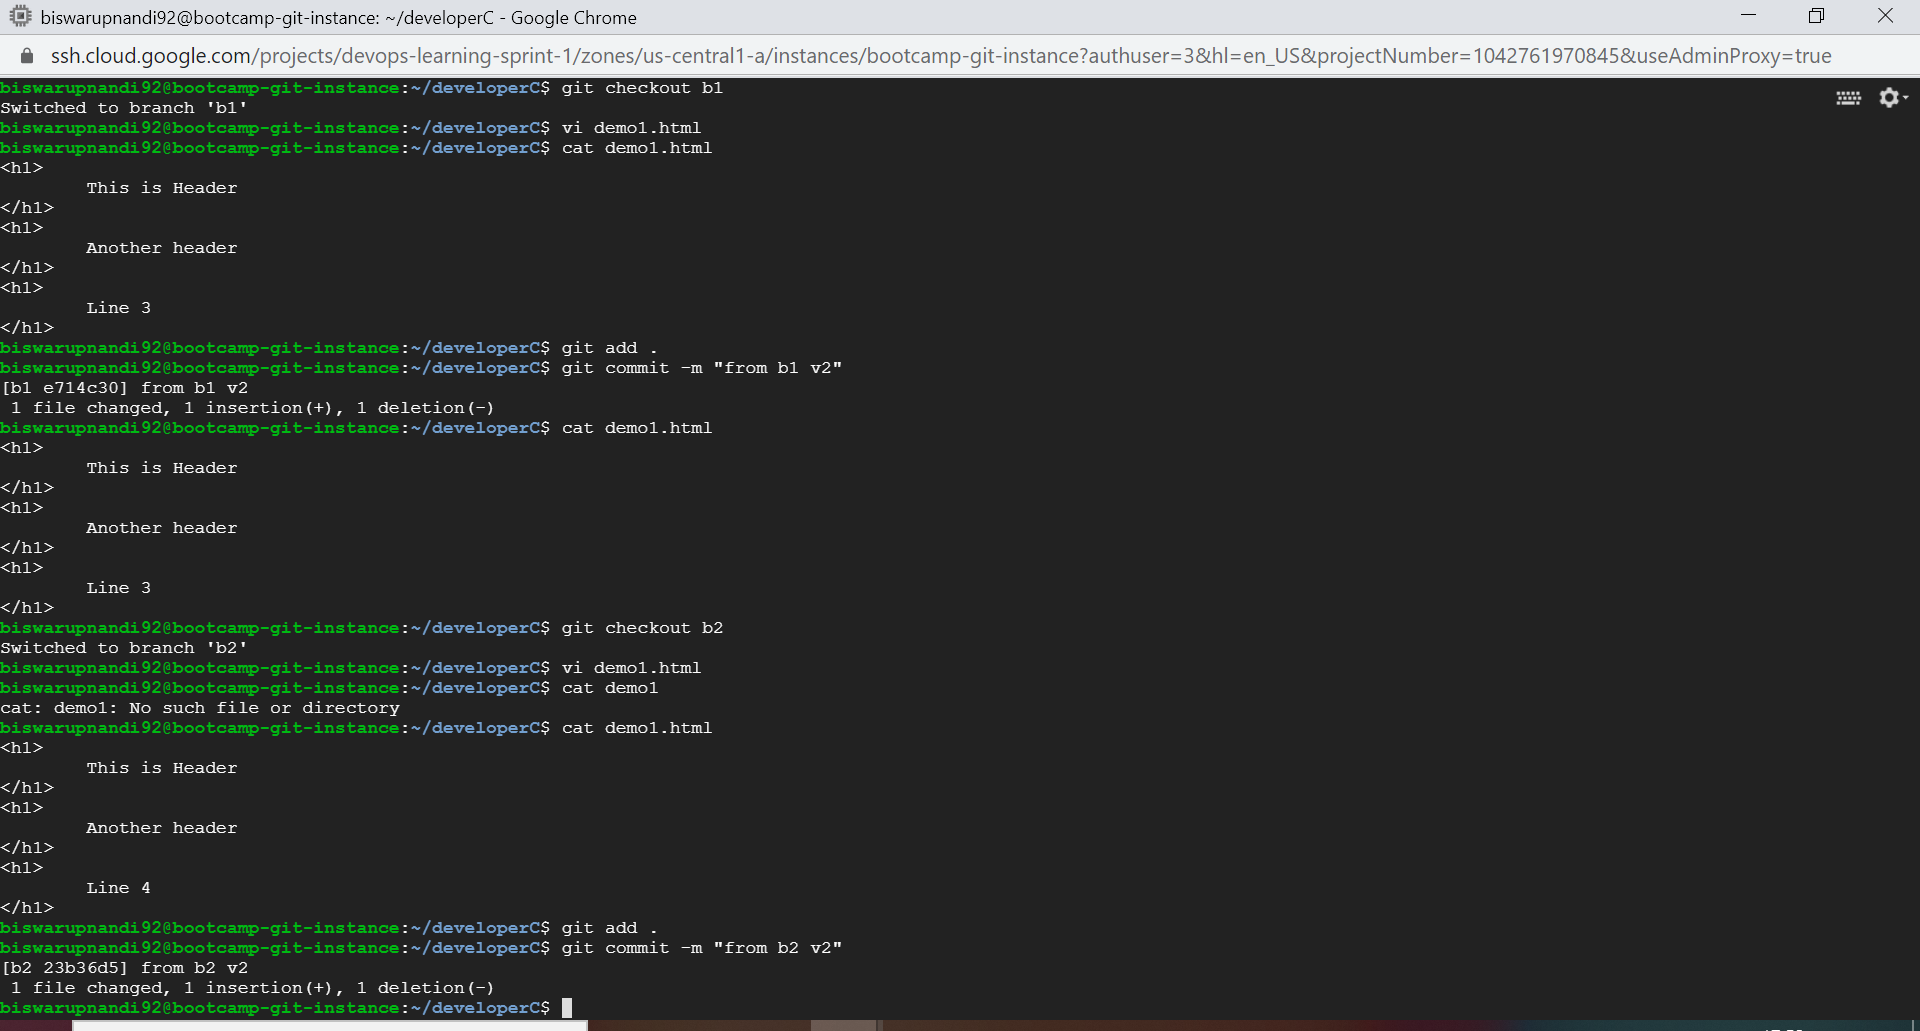 biswarupnandi92@bootcamp-git-instance: ~/developerC - Google Chrome
ssh.cloud.google.com/projects/devops-learning-sprint-1/zones/us-central1-a/instances/bootcamp-git-instance?authuser=3&hl=en_US&projectNumber=1042761970845&useAdminProxy=true
biswarupnandi92@bootcamp-git-instance:~/developerC$ git checkout b1
Switched to branch 'b1'
biswarupnandi92@bootcamp-git-instance:~/developerC$ vi demo1.html
biswarupnandi92@bootcamp-git-instance:~/developerC$ cat demo1.html
<h1>
        This is Header
</h1>
<h1>
        Another header
</h1>
<h1>
        Line 3
</h1>
biswarupnandi92@bootcamp-git-instance:~/developerC$ git add .
biswarupnandi92@bootcamp-git-instance:~/developerC$ git commit -m "from b1 v2"
[b1 e714c30] from b1 v2
 1 file changed, 1 insertion(+), 1 deletion(-)
biswarupnandi92@bootcamp-git-instance:~/developerC$ cat demo1.html
<h1>
        This is Header
</h1>
<h1>
        Another header
</h1>
<h1>
        Line 3
</h1>
biswarupnandi92@bootcamp-git-instance:~/developerC$ git checkout b2
Switched to branch 'b2'
biswarupnandi92@bootcamp-git-instance:~/developerC$ vi demo1.html
biswarupnandi92@bootcamp-git-instance:~/developerC$ cat demo1
cat: demo1: No such file or directory
biswarupnandi92@bootcamp-git-instance:~/developerC$ cat demo1.html
<h1>
        This is Header
</h1>
<h1>
        Another header
</h1>
<h1>
        Line 4
</h1>
biswarupnandi92@bootcamp-git-instance:~/developerC$ git add .
biswarupnandi92@bootcamp-git-instance:~/developerC$ git commit -m "from b2 v2"
[b2 23b36d5] from b2 v2
 1 file changed, 1 insertion(+), 1 deletion(-)
biswarupnandi92@bootcamp-git-instance:~/developerC$